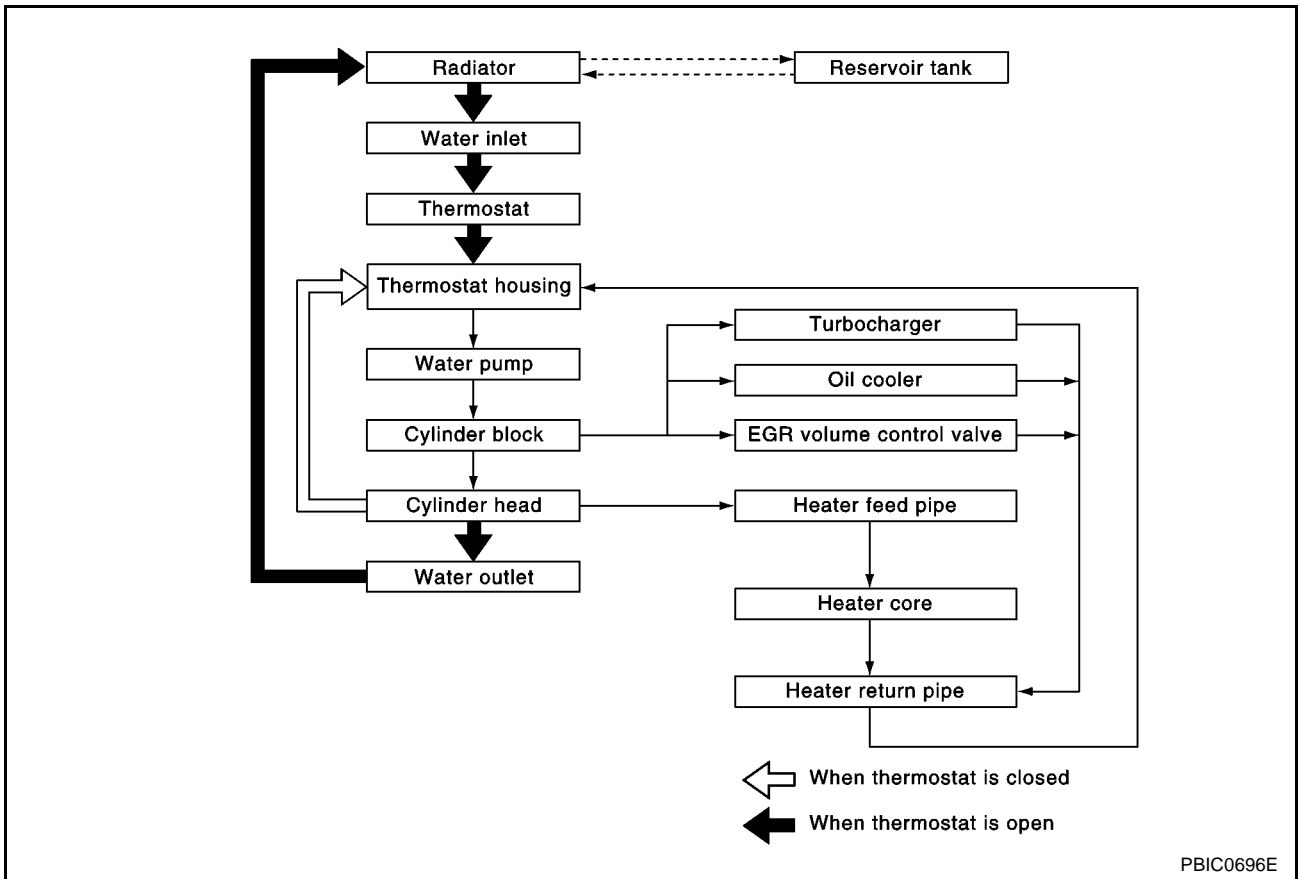 Radiator
Reservoir tank
Water inlet
Thermostat
Thermostat housing
Turbocharger
Water pump
Oil cooler
Cylinder block
EGR volume control valve
Cylinder head
Heater feed pipe
Water outlet
Heater core
Heater return pipe
When thermostat is closed
When thermostat is open
PBIC0696E